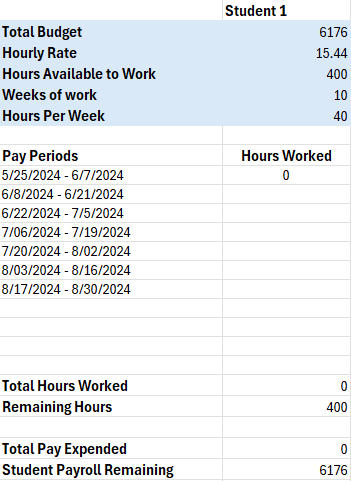 Student 1
Total Budget 6176
Hourly Rate 15.44
Hours Available to Work 400
Weeks of work 10
Hours Per Week 40
Pay Periods Hours Worked
5/25/2024 - 6/7/2024 0
6/8/2024 - 6/21/2024
6/22/2024 - 7/5/2024
7/06/2024 - 7/19/2024
7/20/2024 - 8/02/2024
8/03/2024 - 8/16/2024
8/17/2024 - 8/30/2024
Total Hours Worked 0
Remaining Hours 400
Total Pay Expended 0
Student Payroll Remaining 6176